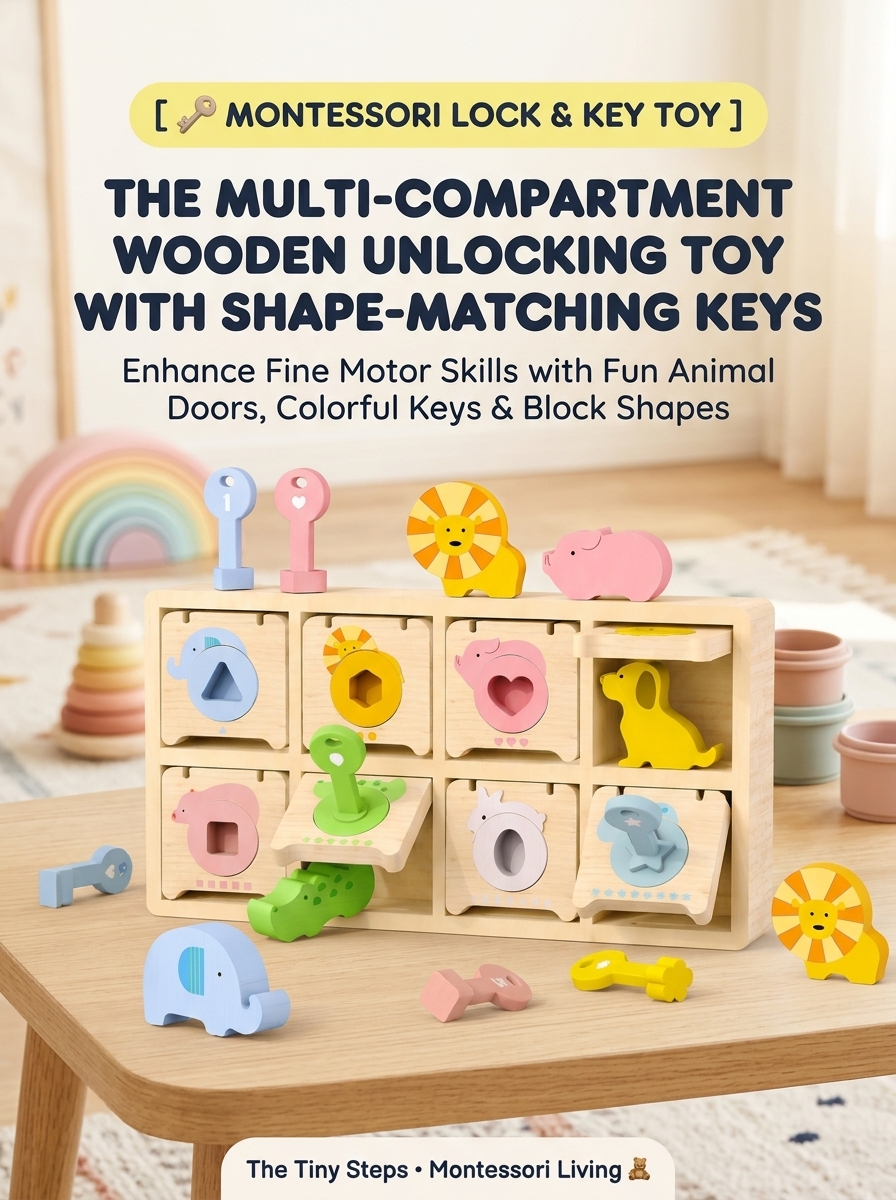 [ 🗝️ MONTESSORI LOCK & KEY TOY ]
THE MULTI-COMPARTMENT
WOODEN UNLOCKING TOY
WITH SHAPE-MATCHING KEYS
Enhance Fine Motor Skills with Fun Animal
Doors, Colorful Keys & Block Shapes
1
The Tiny Steps • Montessori Living 🧸